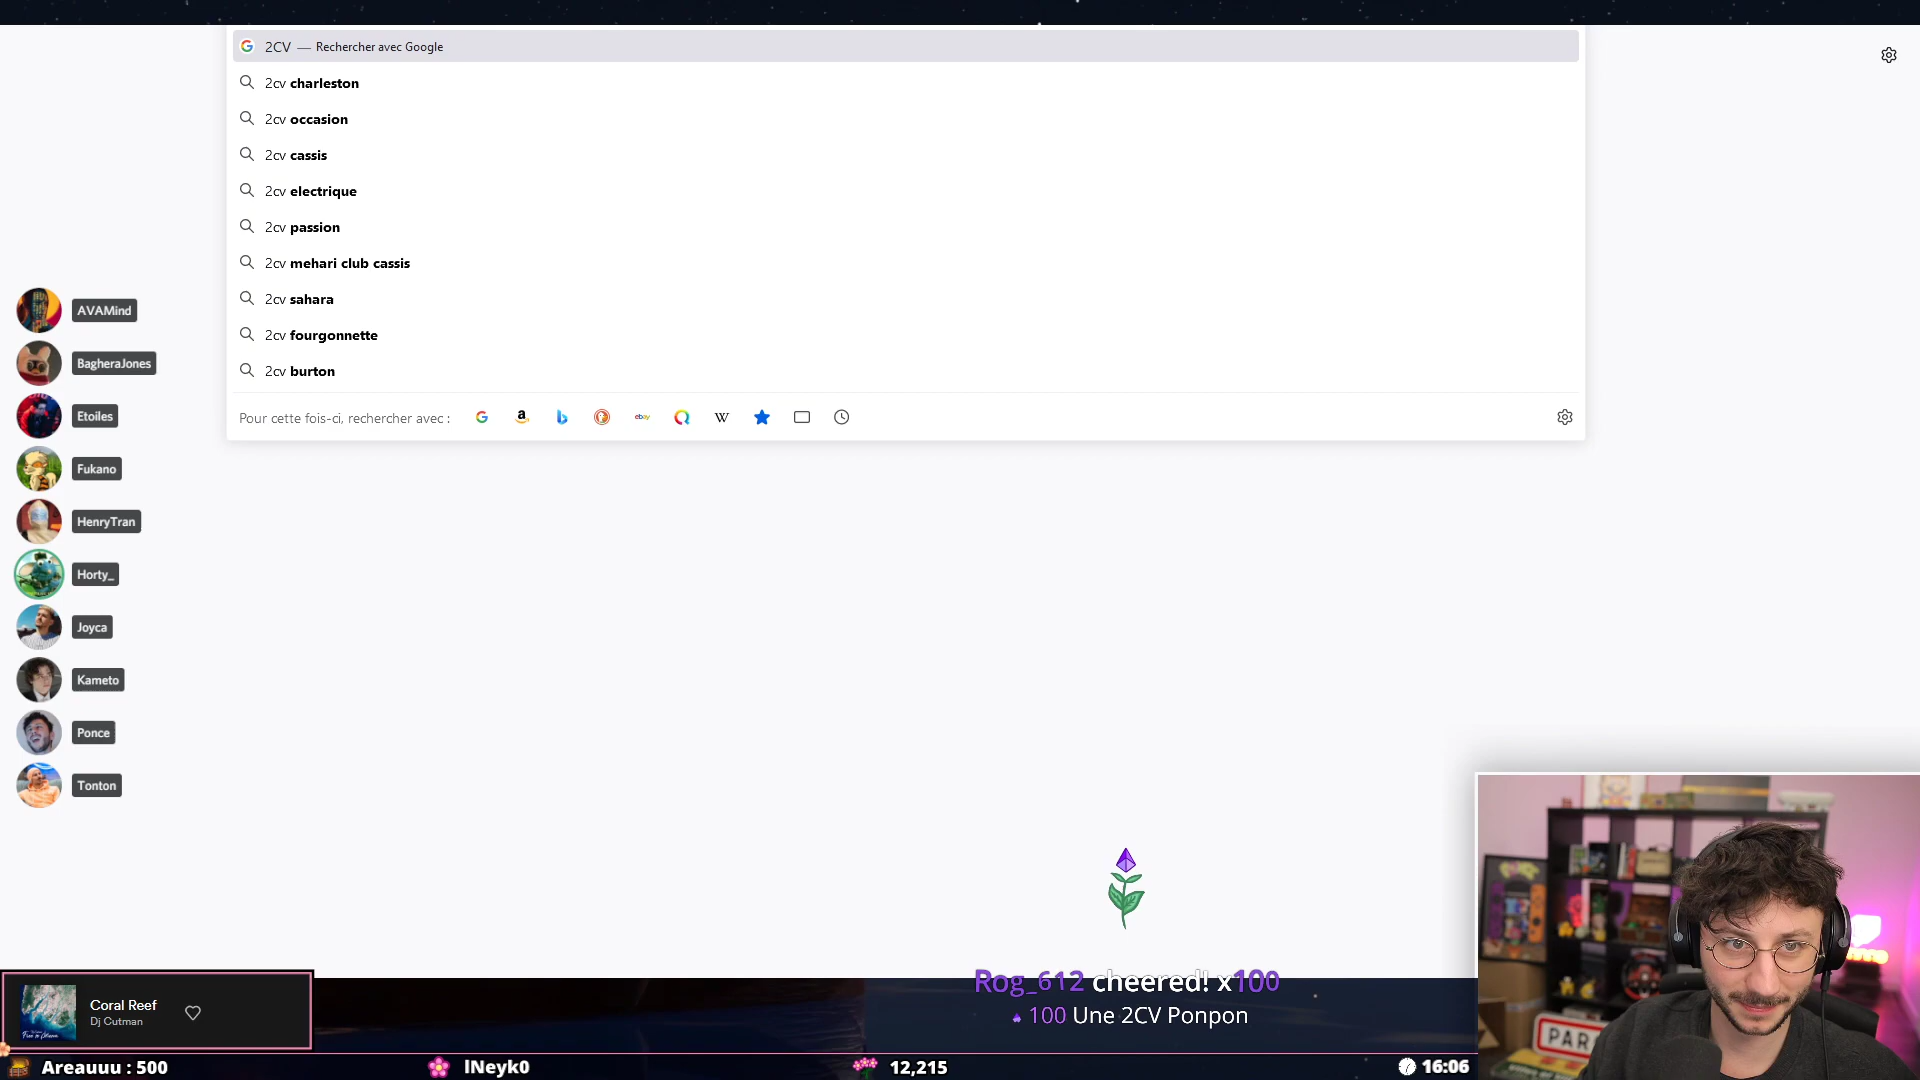 2CV — Rechercher avec Google
2cv charleston
2cv occasion
2cv cassis
2cv electrique
2cv passion
2cv mehari club cassis
2cv sahara
2cv fourgonnette
2cv burton
Pour cette fois-ci, rechercher avec :
ebay
W
AVAMind
BagheraJones
Etoiles
Fukano
HenryTran
Horty_
Joyca
Kameto
Ponce
Tonton
Rog_612 cheered! x100
100 Une 2CV Ponpon
Coral Reef
Dj Cutman
PAR
Areauuu : 500
lNeyk0
12,215
16:06